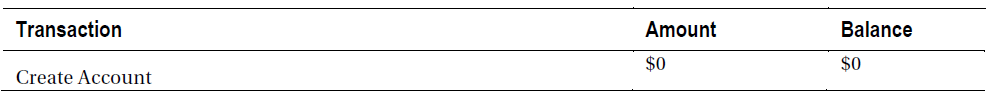 Transaction Amount Balance
Create Account $0 $0